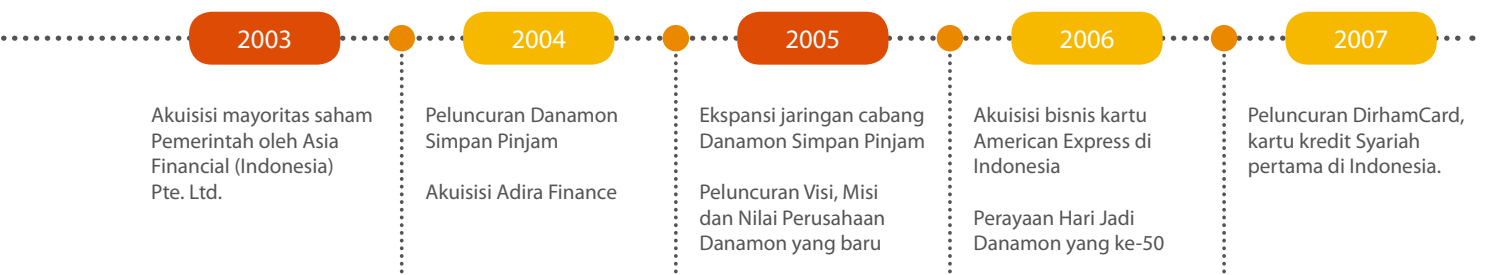 2003
Akuisisi mayoritas saham
Pemerintah oleh Asia
Financial (Indonesia)
Pte. Ltd.
2004
Peluncuran Danamon
Simpan Pinjam
Akuisisi Adira Finance
2005
Ekspansi jaringan cabang
Danamon Simpan Pinjam
Peluncuran Visi, Misi
dan Nilai Perusahaan
Danamon yang baru
2006
Akuisisi bisnis kartu
American Express di
Indonesia
Perayaan Hari Jadi
Danamon yang ke-50
2007
Peluncuran DirhamCard,
kartu kredit Syariah
pertama di Indonesia.